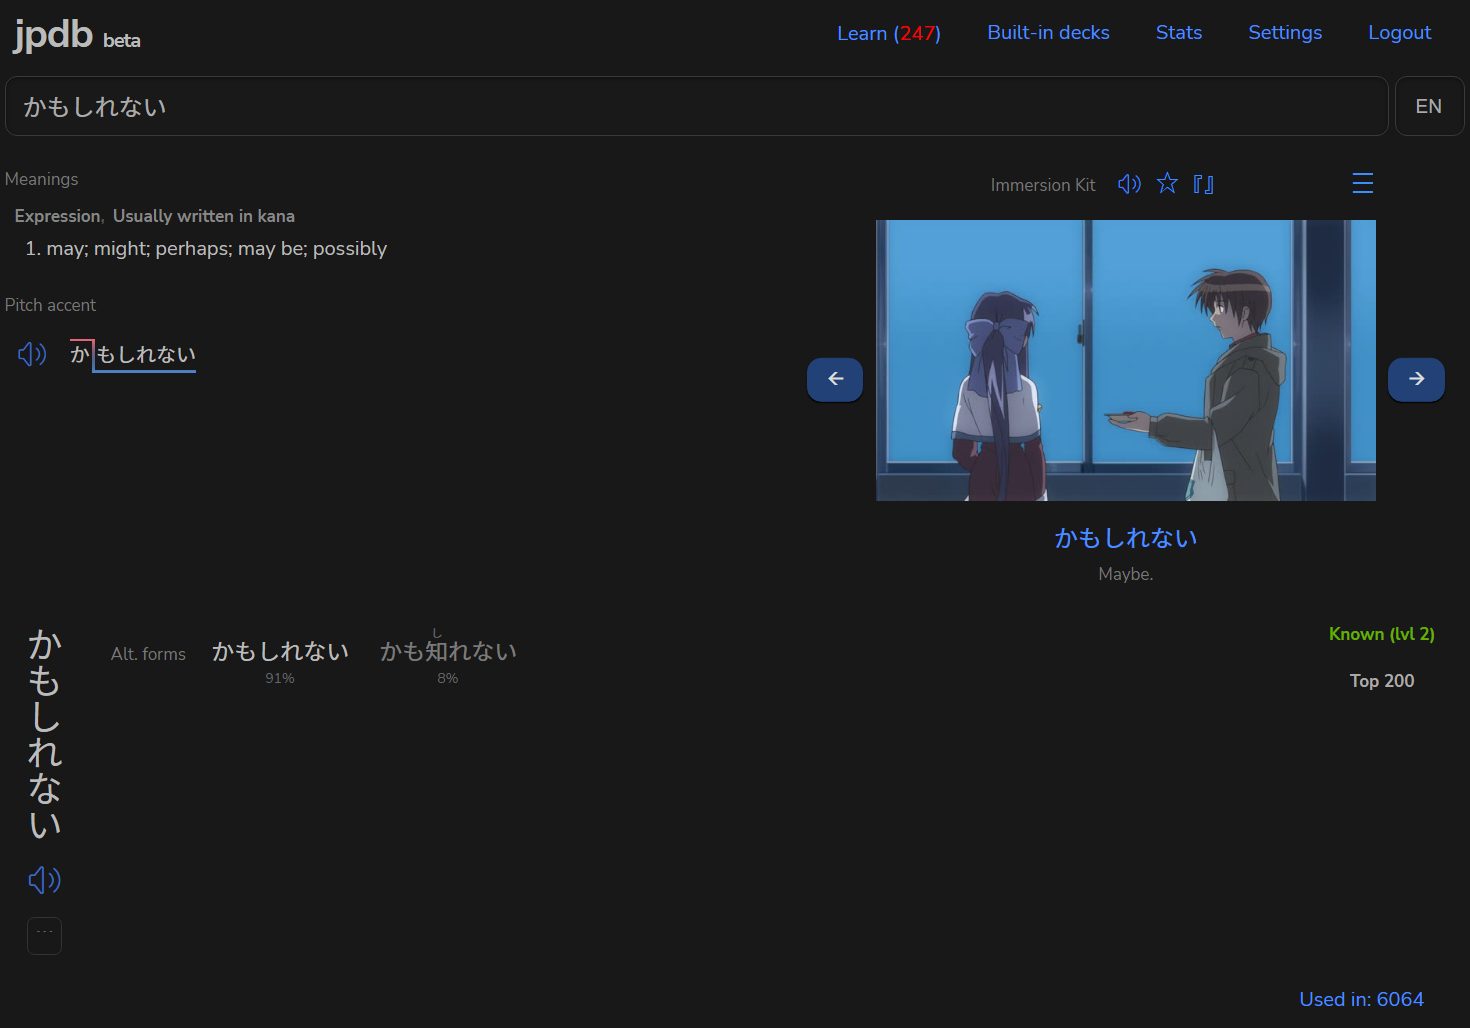 jpdb beta
Learn (247) Built-in decks Stats Settings Logout
かもしれない EN
Meanings
Expression, Usually written in kana
1. may; might; perhaps; may be; possibly
Pitch accent
かもしれない
Immersion Kit 『』
← →
かもしれない
Maybe.
かもしれない
Alt. forms かもしれない かも知れない
し
91% 8%
Known (lvl 2)
Top 200
...
Used in: 6064